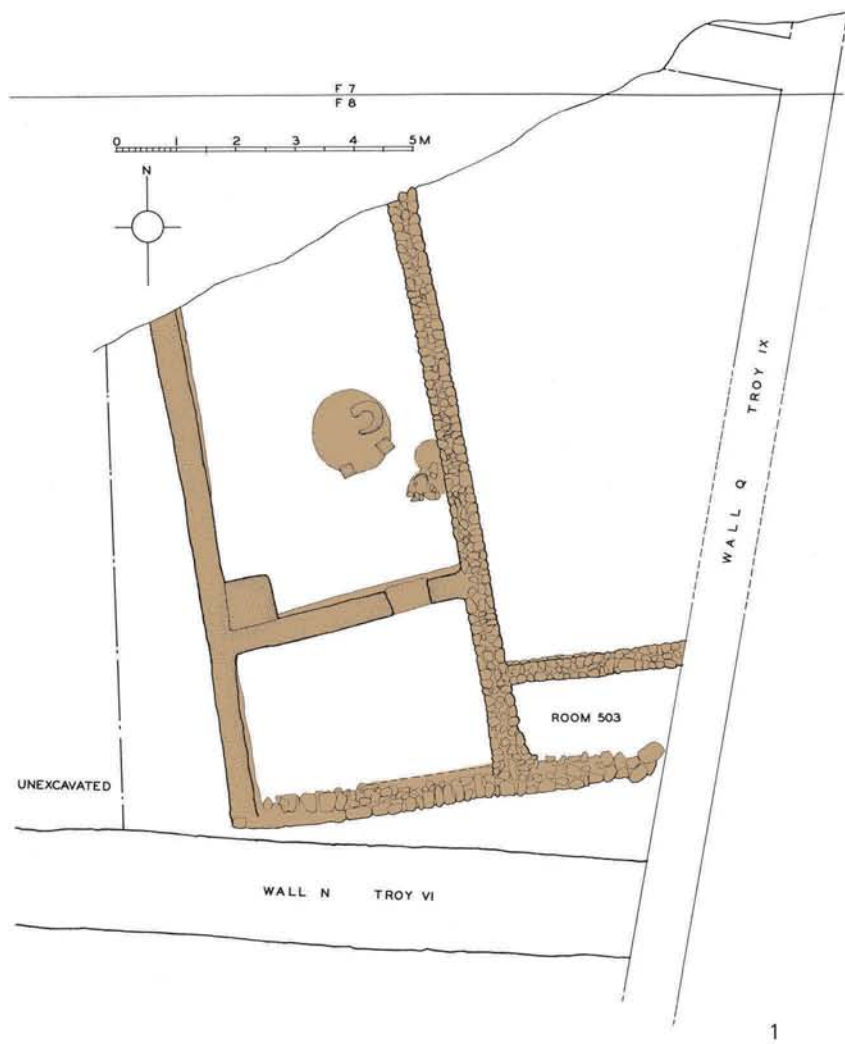 F 7
F 8
0 1 2 3 4 5 M
N
WALL Q TROY IX
ROOM 503
UNEXCAVATED
WALL N TROY VI
1